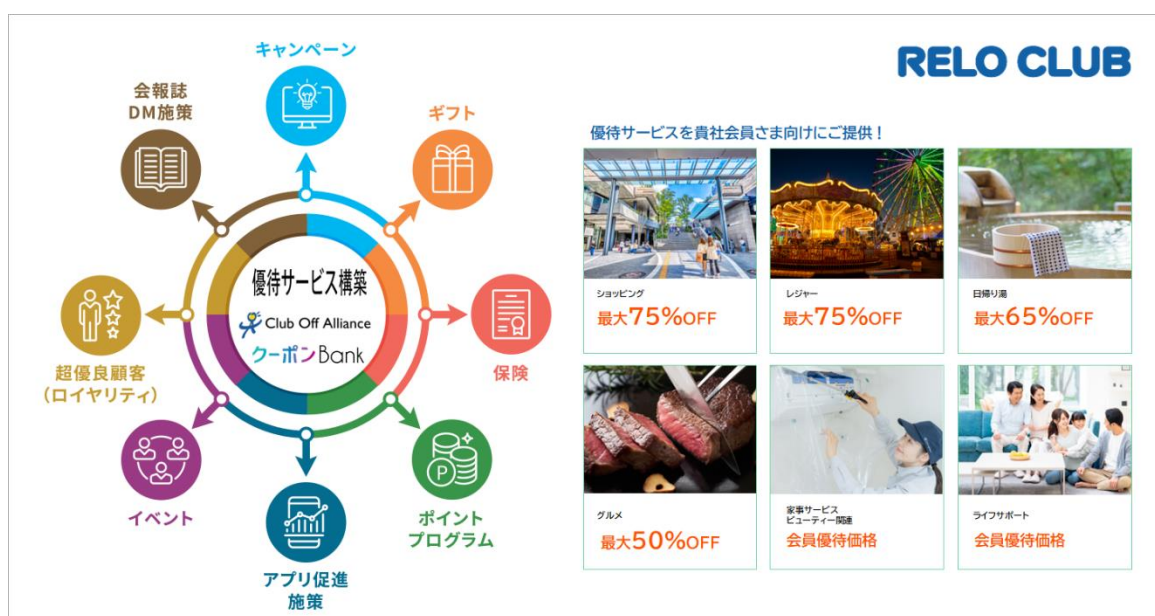 キャンペーン
ギフト
保険
ポイント
プログラム
アプリ促進
施策
イベント
超優良顧客
（ロイヤリティ）
会報誌
DM施策
優待サービス構築
Club Off Alliance
クーポンBank
P
RELO CLUB
優待サービスを貴社会員さま向けにご提供！
ショッピング
最大75%OFF
レジャー
最大75%OFF
日帰り湯
最大65%OFF
グルメ
最大50%OFF
家事サービス
ビューティー関連
会員優待価格
ライフサポート
会員優待価格